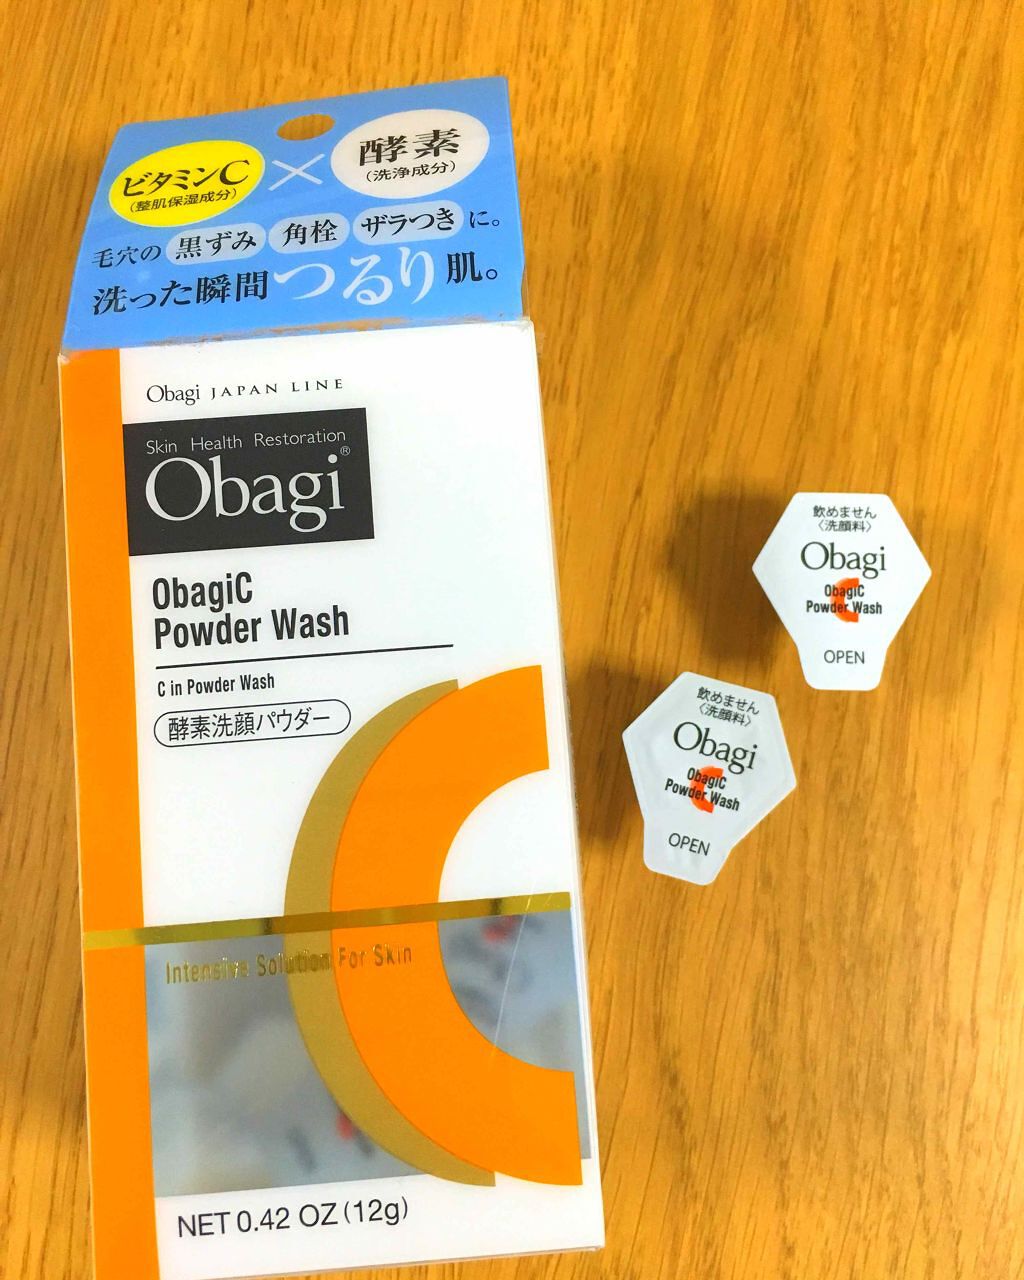 ビタミンC
(整肌保湿成分)
×
酵素
(洗浄成分)
毛穴の 黒ずみ 角栓 ザラつき に。
洗った瞬間つるり肌。
Obagi JAPAN LINE
Skin Health Restoration
Obagi®
ObagiC
Powder Wash
C in Powder Wash
酵素洗顔パウダー
Intensive Solution For Skin
NET 0.42 OZ (12g)
飲めません
〈洗顔料〉
Obagi
ObagiC
Powder Wash
OPEN
飲めません
〈洗顔料〉
Obagi
ObagiC
Powder Wash
OPEN